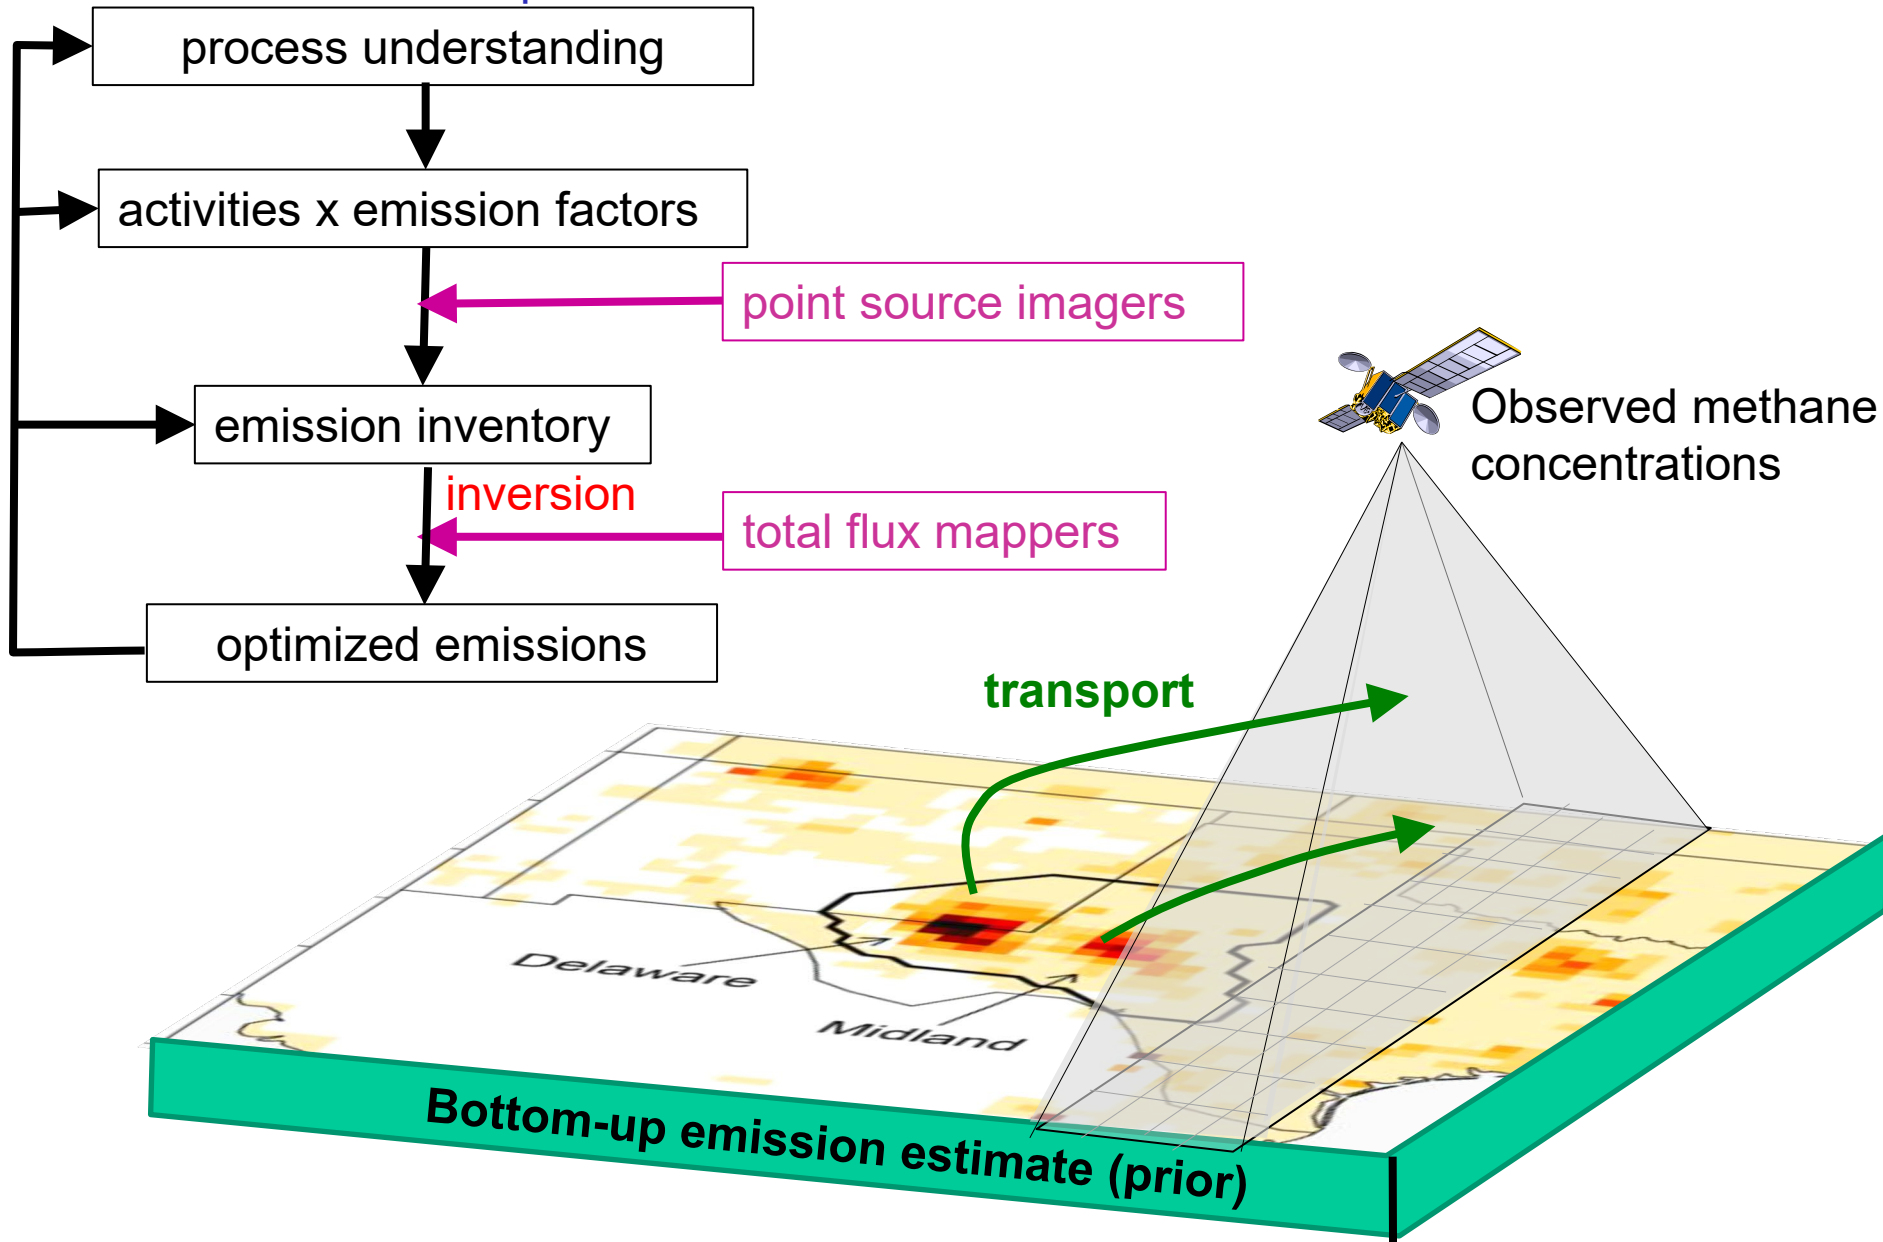 process understanding
activities x emission factors
point source imagers
emission inventory
inversion
total flux mappers
optimized emissions
Observed methane
concentrations
transport
Delaware
Midland
Bottom-up emission estimate (prior)